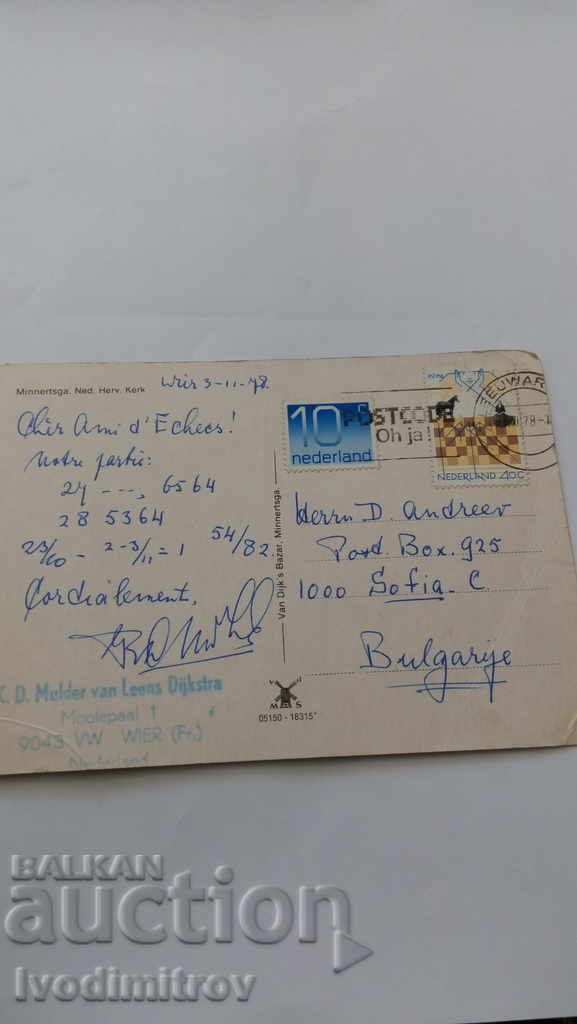 Minnertsga. Ned. Herv. Kerk
Wier 3-11-78.
Chèr Ami d'Echecs!
Notre partie:
27 ---, 6564
28 5364
23/10 - 2-3/11 = 1 54/82
Cordialement,
K. D. Mulder van Leens Dijkstra
Moolepaal 1
9043 VW WIER (Fr.)
Nederland
Van Dijk's Bazar, Minnertsga
10
nederland
POSTCODE
Oh ja!
NEDERLAND 40c
Herrn D. Andreev
Post. Box. 925
1000 Sofia-C.
Bulgarije
M S
05150 - 18315*
BALKAN
auction
Ivodimitrov